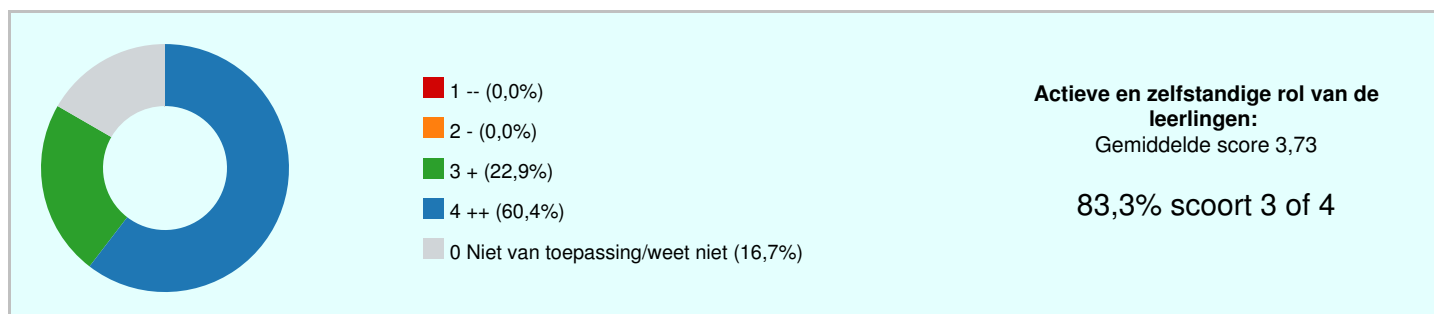 1 -- (0,0%)
2 - (0,0%)
3 + (22,9%)
4 ++ (60,4%)
0 Niet van toepassing/weet niet (16,7%)
Actieve en zelfstandige rol van de
leerlingen:
Gemiddelde score 3,73
83,3% scoort 3 of 4